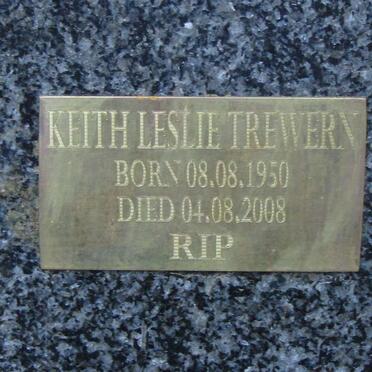 KEITH LESLIE TREWERN
BORN 08.08.1950
DIED 04.08.2008
RIP